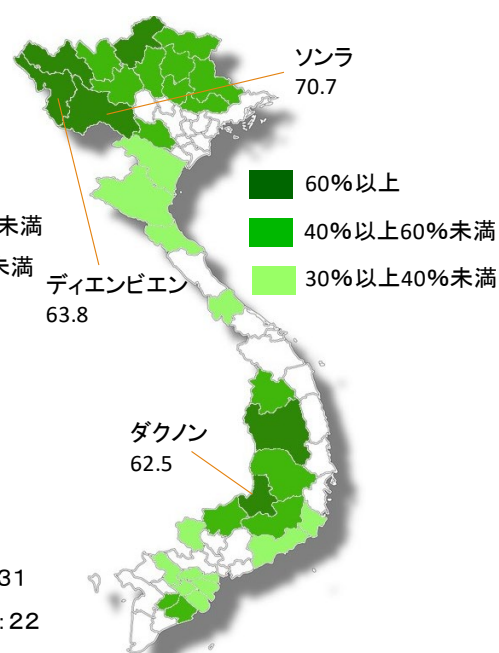 ソンラ
70.7
60%以上
未満
40%以上60%未満
未満
30%以上40%未満
ディエンビエン
63.8
ダクノン
62.5
31
:22